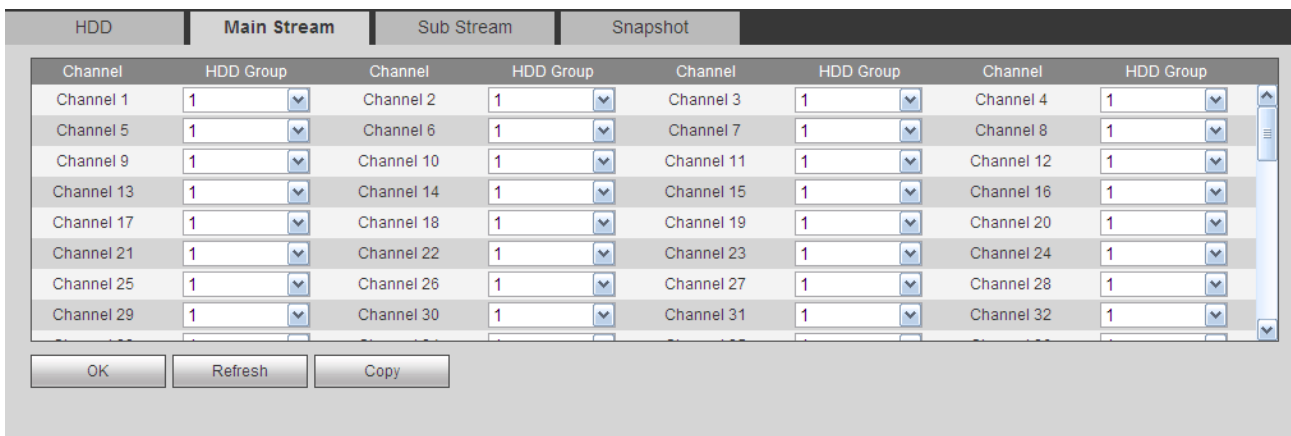 HDD Main Stream Sub Stream Snapshot
Channel HDD Group Channel HDD Group Channel HDD Group Channel HDD Group
Channel 1 1 Channel 2 1 Channel 3 1 Channel 4 1
Channel 5 1 Channel 6 1 Channel 7 1 Channel 8 1
Channel 9 1 Channel 10 1 Channel 11 1 Channel 12 1
Channel 13 1 Channel 14 1 Channel 15 1 Channel 16 1
Channel 17 1 Channel 18 1 Channel 19 1 Channel 20 1
Channel 21 1 Channel 22 1 Channel 23 1 Channel 24 1
Channel 25 1 Channel 26 1 Channel 27 1 Channel 28 1
Channel 29 1 Channel 30 1 Channel 31 1 Channel 32 1
OK Refresh Copy